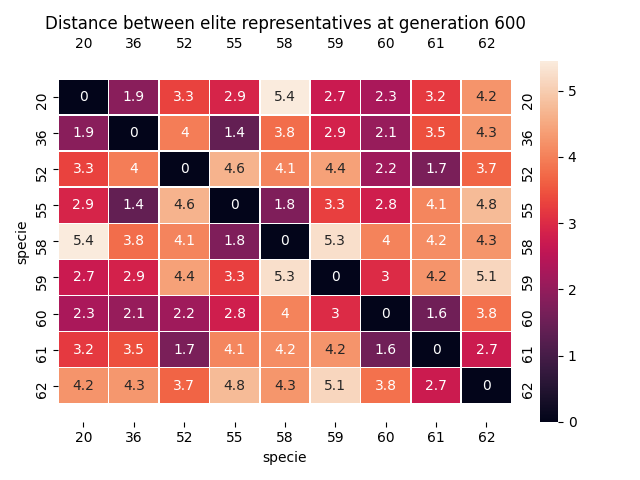 Distance between elite representatives at generation 600
20 36 52 55 58 59 60 61 62
20 0 1.9 3.3 2.9 5.4 2.7 2.3 3.2 4.2 20
36 1.9 0 4 1.4 3.8 2.9 2.1 3.5 4.3 36
52 3.3 4 0 4.6 4.1 4.4 2.2 1.7 3.7 52
55 2.9 1.4 4.6 0 1.8 3.3 2.8 4.1 4.8 55
58 5.4 3.8 4.1 1.8 0 5.3 4 4.2 4.3 58
59 2.7 2.9 4.4 3.3 5.3 0 3 4.2 5.1 59
60 2.3 2.1 2.2 2.8 4 3 0 1.6 3.8 60
61 3.2 3.5 1.7 4.1 4.2 4.2 1.6 0 2.7 61
62 4.2 4.3 3.7 4.8 4.3 5.1 3.8 2.7 0 62
20 36 52 55 58 59 60 61 62
specie
specie
5
4
3
2
1
0